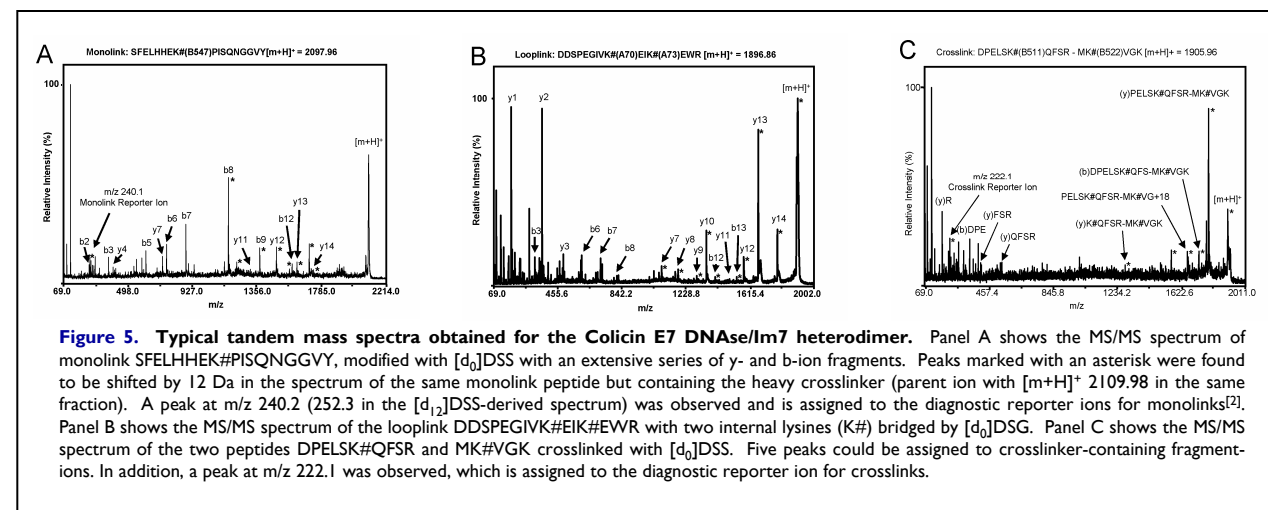 A
Monolink: SFELHHEK#(B547)PISQNGGVY[m+H]+ = 2097.96
100
Relative Intensity (%)
m/z 240.1
Monolink Reporter Ion
b2
b3
y4
b5
y7
b6
b7
b8
*
y11
b9
*
y12
*
b12
y13
*
y14
*
[m+H]+
*
69.0 498.0 927.0 1356.0 1785.0 2214.0
m/z
B
Looplink: DDSPEGIVK#(A70)EIK#(A73)EWR [m+H]+ = 1896.86
100
Relative Intensity (%)
y1
y2
b3
y3
b6
b7
b8
y7
y8
y9
y10
*
b12
y11
b13
y12
*
y13
*
y14
*
[m+H]+
*
69.0 455.6 842.2 1228.8 1615.4 2002.0
m/z
C
Crosslink: DPELSK#(B511)QFSR - MK#(B522)VGK [m+H]+ = 1905.96
100
Relative Intensity (%)
(y)R
m/z 222.1
Crosslink Reporter Ion
(b)DPE
(y)FSR
(y)QFSR
(y)PELSK#QFSR-MK#VGK
(b)DPELSK#QFS-MK#VGK
PELSK#QFSR-MK#VG+18
(y)K#QFSR-MK#VGK
[m+H]+
*
69.0 457.4 845.8 1234.2 1622.6 2011.0
m/z
Figure 5. Typical tandem mass spectra obtained for the Colicin E7 DNAse/Im7 heterodimer. Panel A shows the MS/MS spectrum of
monolink SFELHHEK#PISQNGGVY, modified with [d0]DSS with an extensive series of y- and b-ion fragments. Peaks marked with an asterisk were found
to be shifted by 12 Da in the spectrum of the same monolink peptide but containing the heavy crosslinker (parent ion with [m+H]+ 2109.98 in the same
fraction). A peak at m/z 240.2 (252.3 in the [d12]DSS-derived spectrum) was observed and is assigned to the diagnostic reporter ions for monolinks[2].
Panel B shows the MS/MS spectrum of the looplink DDSPEGIVK#EIK#EWR with two internal lysines (K#) bridged by [d0]DSG. Panel C shows the MS/MS
spectrum of the two peptides DPELSK#QFSR and MK#VGK crosslinked with [d0]DSS. Five peaks could be assigned to crosslinker-containing fragment-
ions. In addition, a peak at m/z 222.1 was observed, which is assigned to the diagnostic reporter ion for crosslinks.